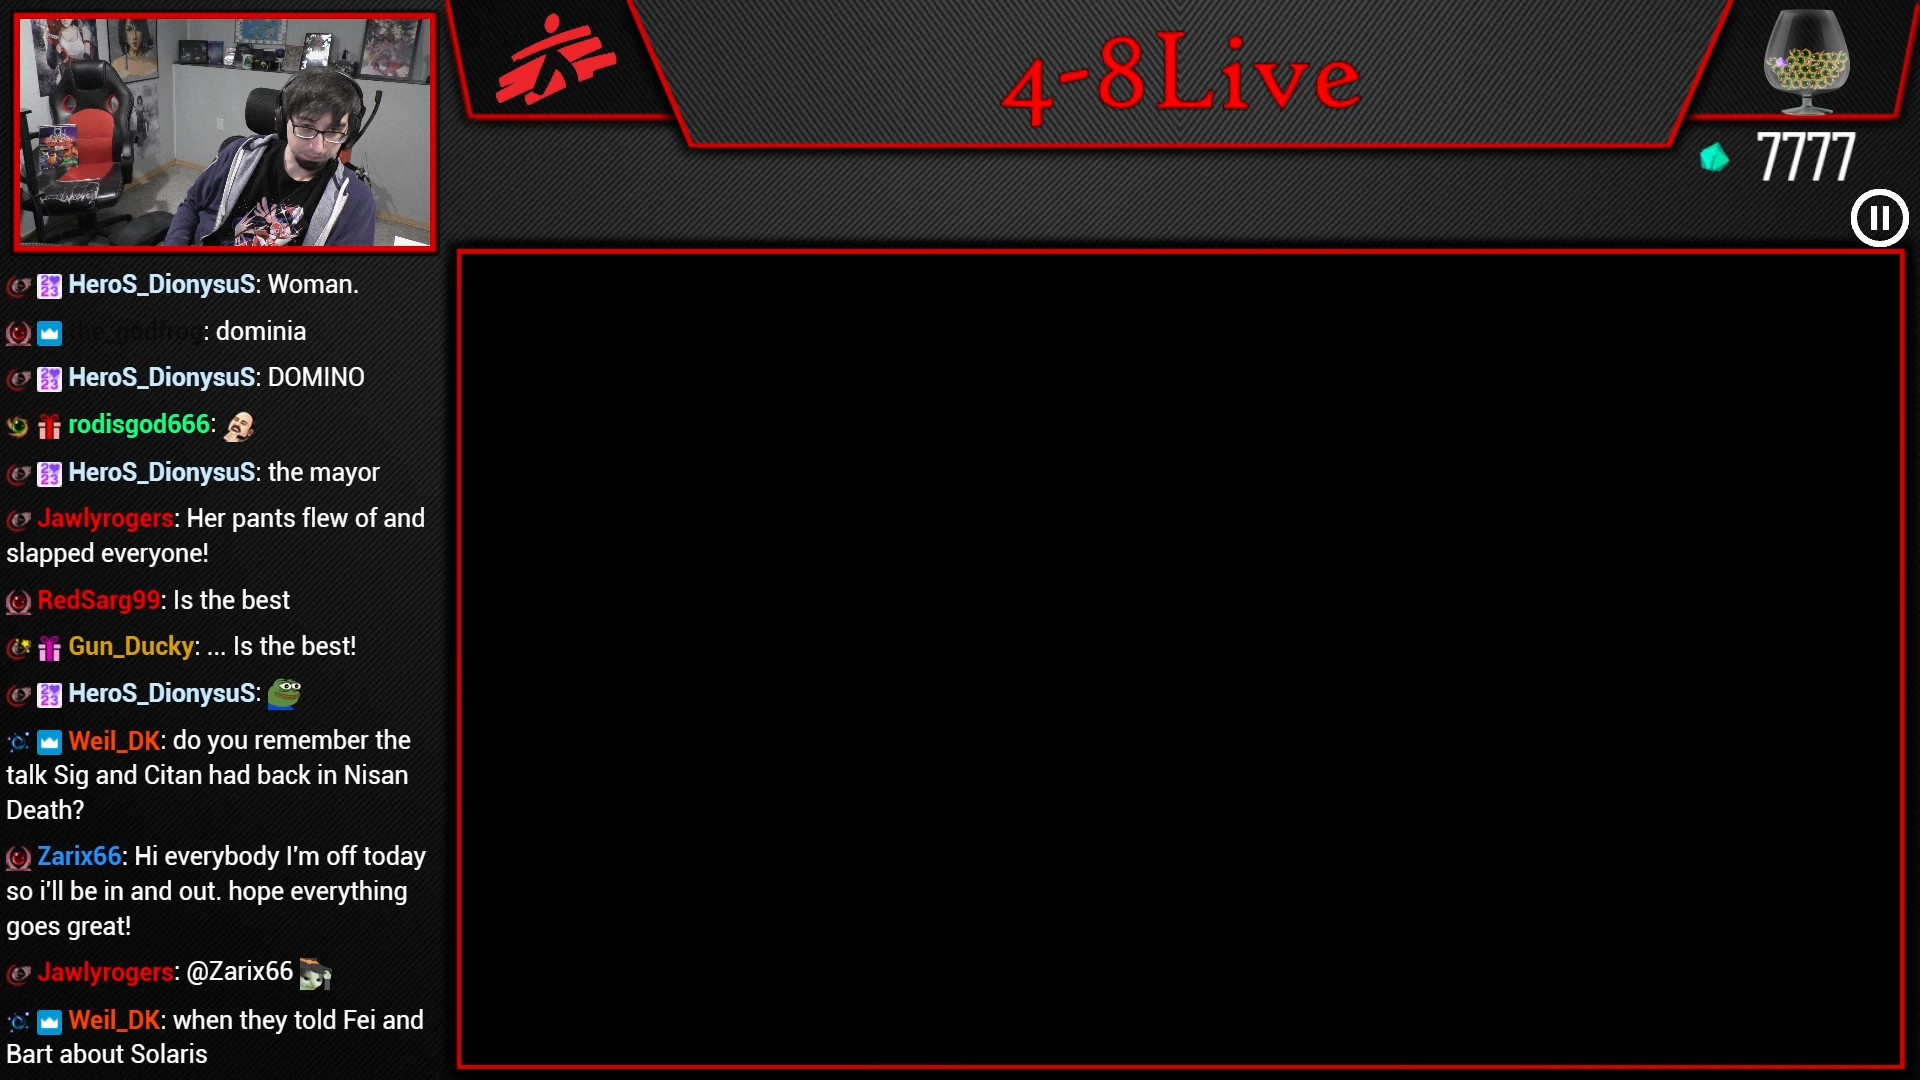 4-8Live
7777
HeroS_DionysuS: Woman.
the_godfrog: dominia
HeroS_DionysuS: DOMINO
rodisgod666:
HeroS_DionysuS: the mayor
Jawlyrogers: Her pants flew of and
slapped everyone!
RedSarg99: Is the best
Gun_Ducky: ... Is the best!
HeroS_DionysuS:
Weil_DK: do you remember the
talk Sig and Citan had back in Nisan
Death?
Zarix66: Hi everybody I'm off today
so i'll be in and out. hope everything
goes great!
Jawlyrogers: @Zarix66
Weil_DK: when they told Fei and
Bart about Solaris